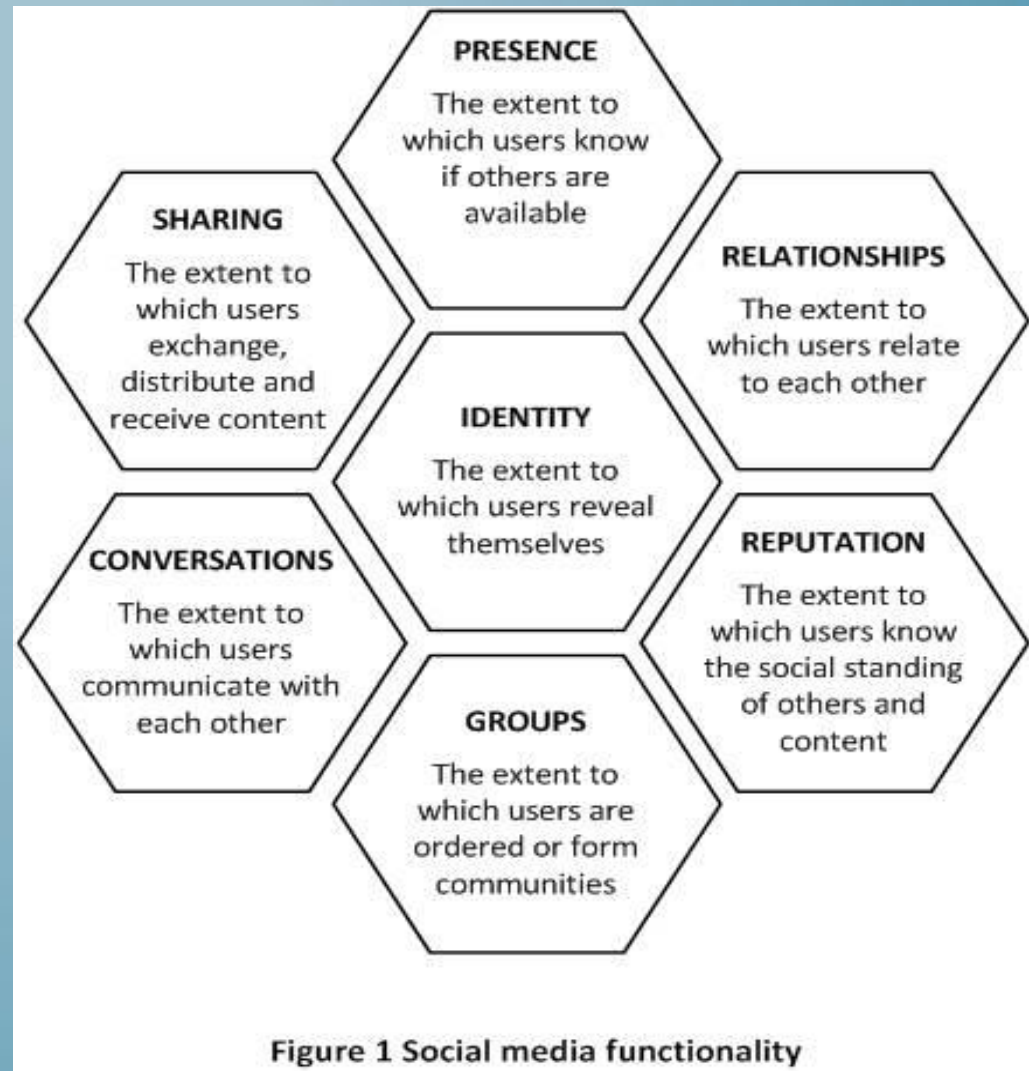 PRESENCE
The extent to
which users know
if others are
available
SHARING
The extent to
which users
exchange,
distribute and
receive content
RELATIONSHIPS
The extent to
which users relate
to each other
IDENTITY
The extent to
which users reveal
themselves
CONVERSATIONS
The extent to
which users
communicate with
each other
REPUTATION
The extent to
which users know
the social standing
of others and
content
GROUPS
The extent to
which users are
ordered or form
communities
Figure 1 Social media functionality